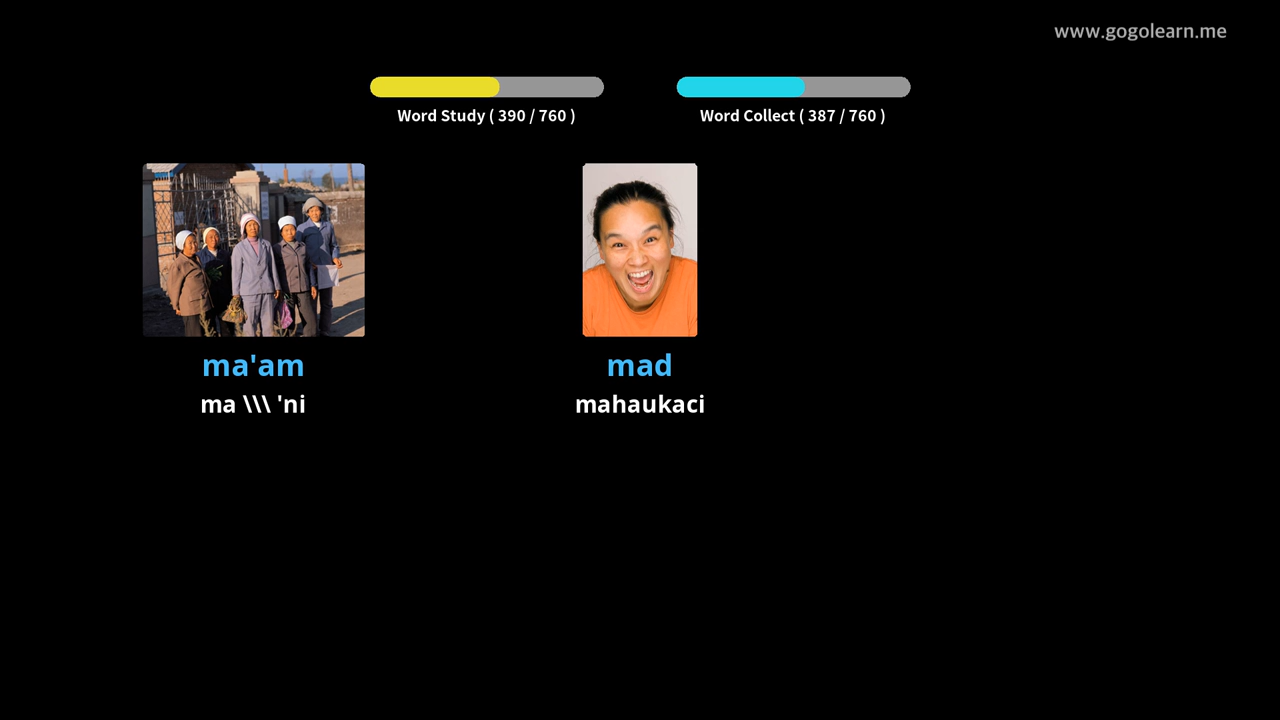 www.gogolearn.me
Word Study ( 390 / 760 )
Word Collect ( 387 / 760 )
ma'am
ma \\\ 'ni
mad
mahaukaci